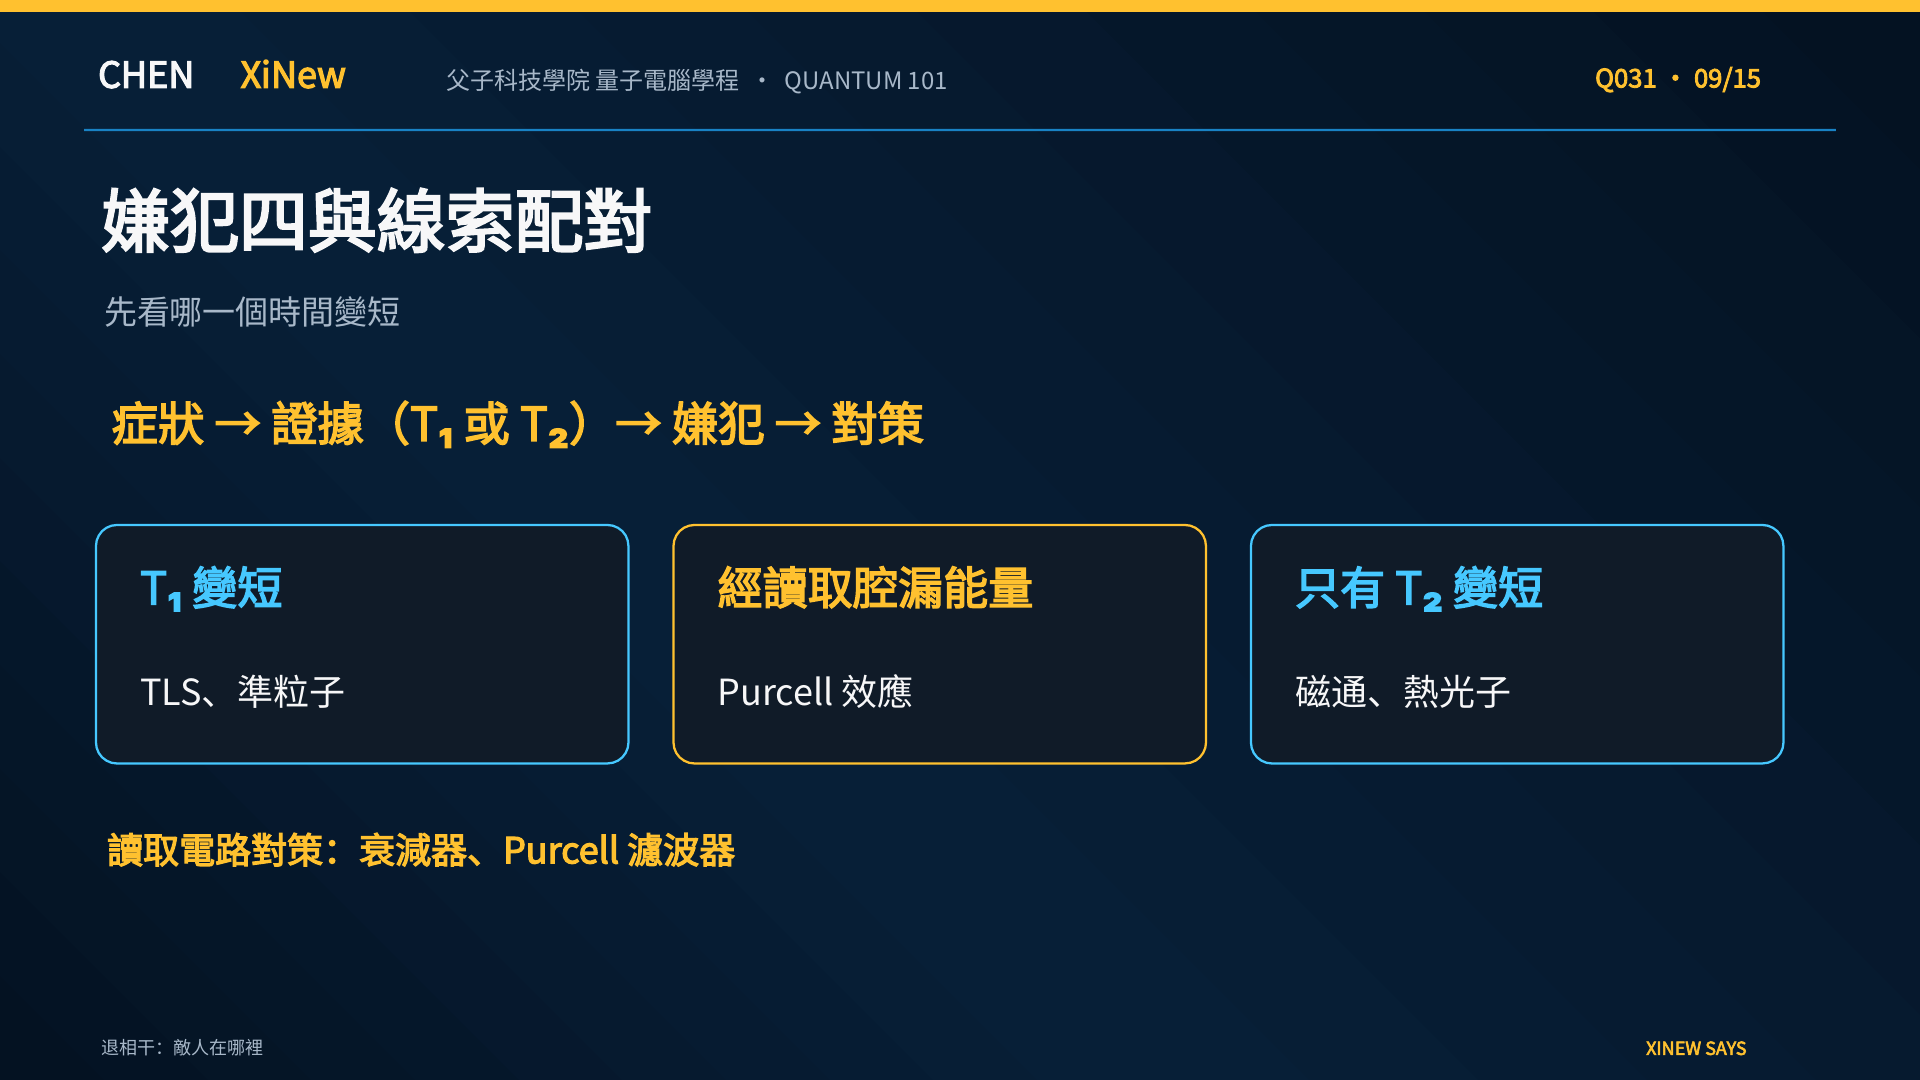 CHEN XiNew 父子科技學院 量子電腦學程 · QUANTUM 101 Q031 · 09/15
嫌犯四與線索配對
先看哪一個時間變短
症狀 → 證據（T₁ 或 T₂）→ 嫌犯 → 對策
T₁ 變短
TLS、準粒子
經讀取腔漏能量
Purcell 效應
只有 T₂ 變短
磁通、熱光子
讀取電路對策：衰減器、Purcell 濾波器
退相干：敵人在哪裡
XINEW SAYS